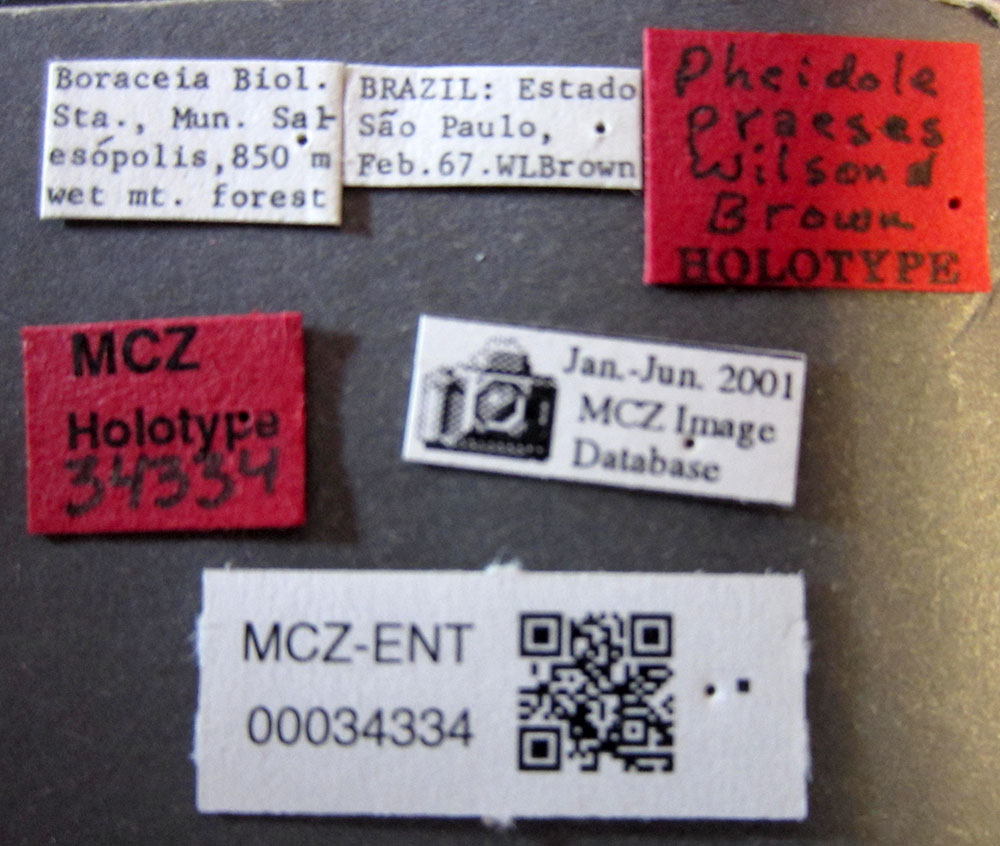 Boraceia Biol.
Sta., Mun. Sal-
esópolis, 850 m
wet mt. forest
BRAZIL: Estado
São Paulo,
Feb.67.WLBrown
Pheidole
praeses
Wilson &
Brown
HOLOTYPE
MCZ
Holotype
34334
Jan.-Jun. 2001
MCZ Image
Database
MCZ-ENT
00034334